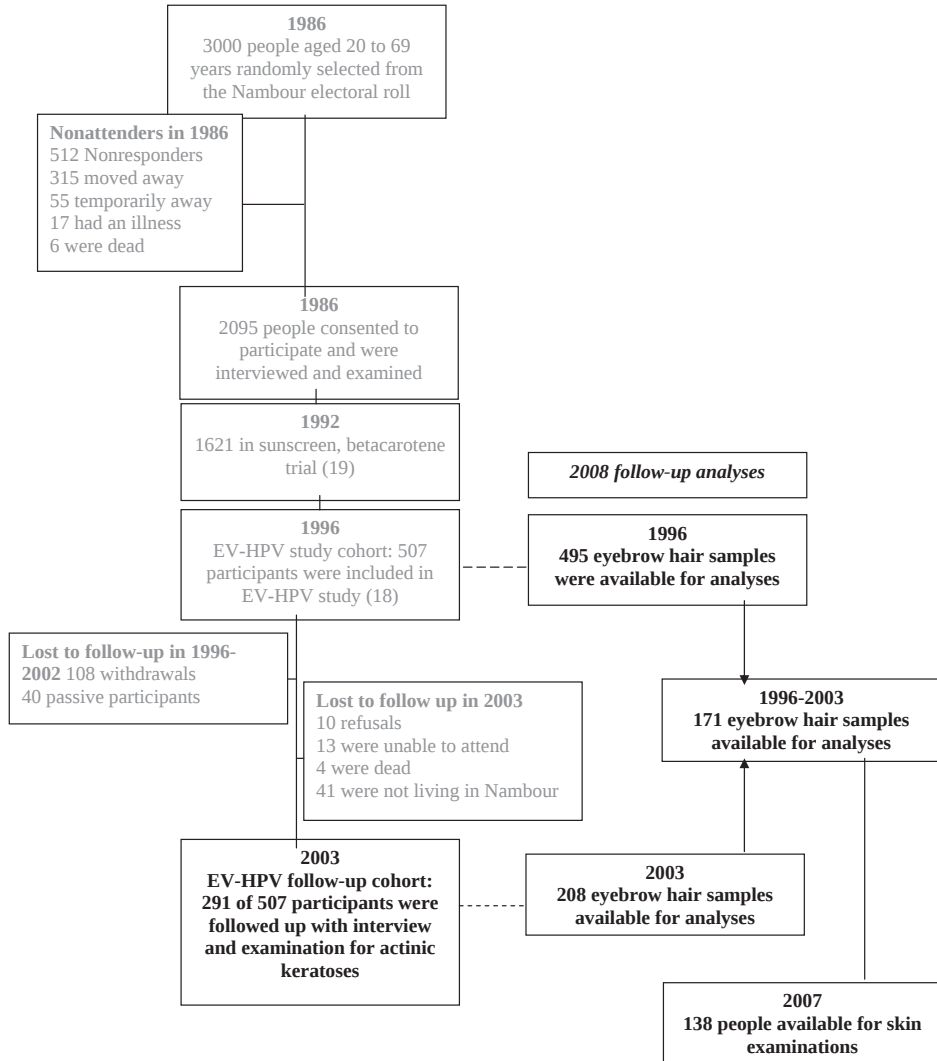 1986
3000 people aged 20 to 69
years randomly selected from
the Nambour electoral roll
Nonattenders in 1986
512 Nonresponders
315 moved away
55 temporarily away
17 had an illness
6 were dead
1986
2095 people consented to
participate and were
interviewed and examined
1992
1621 in sunscreen, betacarotene
trial (19)
2008 follow-up analyses
1996
EV-HPV study cohort: 507
participants were included in
EV-HPV study (18)
1996
495 eyebrow hair samples
were available for analyses
Lost to follow-up in 1996-
2002 108 withdrawals
40 passive participants
Lost to follow up in 2003
10 refusals
13 were unable to attend
4 were dead
41 were not living in Nambour
1996-2003
171 eyebrow hair samples
available for analyses
2003
EV-HPV follow-up cohort:
291 of 507 participants were
followed up with interview
and examination for actinic
keratoses
2003
208 eyebrow hair samples
available for analyses
2007
138 people available for skin
examinations